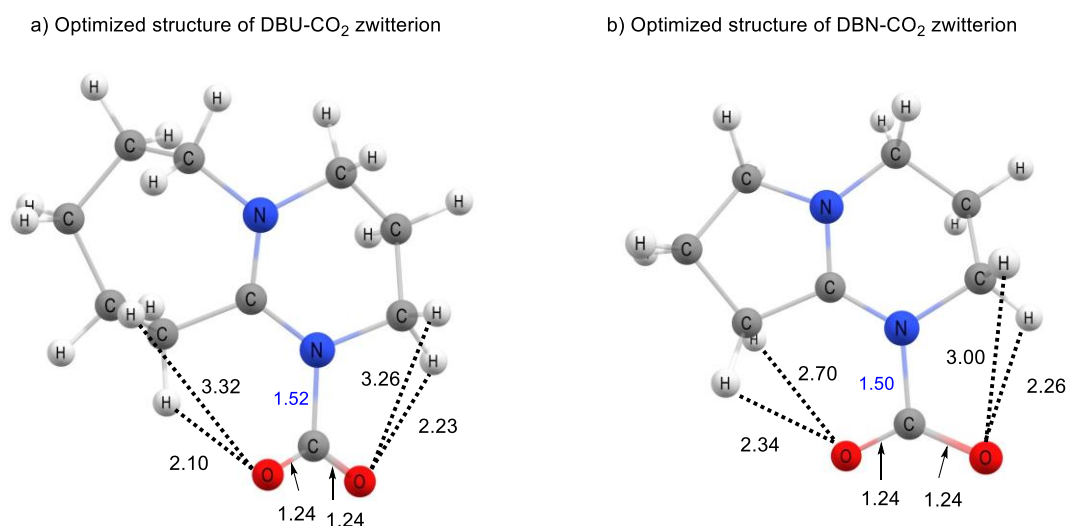 a) Optimized structure of DBU-CO2 zwitterion
b) Optimized structure of DBN-CO2 zwitterion
H
H
H
H
C
C
H
C
H
H
H
C
N
C
H
H
C
C
H
H
C
H
C
N
C
H
H
H
3.32
1.52
3.26
2.23
2.10
C
O
O
1.24
1.24
H
H
H
C
C
H
N
C
H
H
C
H
C
C
H
C
N
H
H
H
3.00
2.70
1.50
2.26
2.34
C
O
O
1.24
1.24